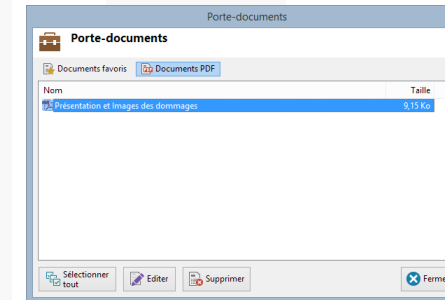 Porte-documents
Porte-documents
Documents favoris Documents PDF
Nom Taille
Présentation et Images des dommages 9,15 Ko
Sélectionner
tout
Editer Supprimer Ferme